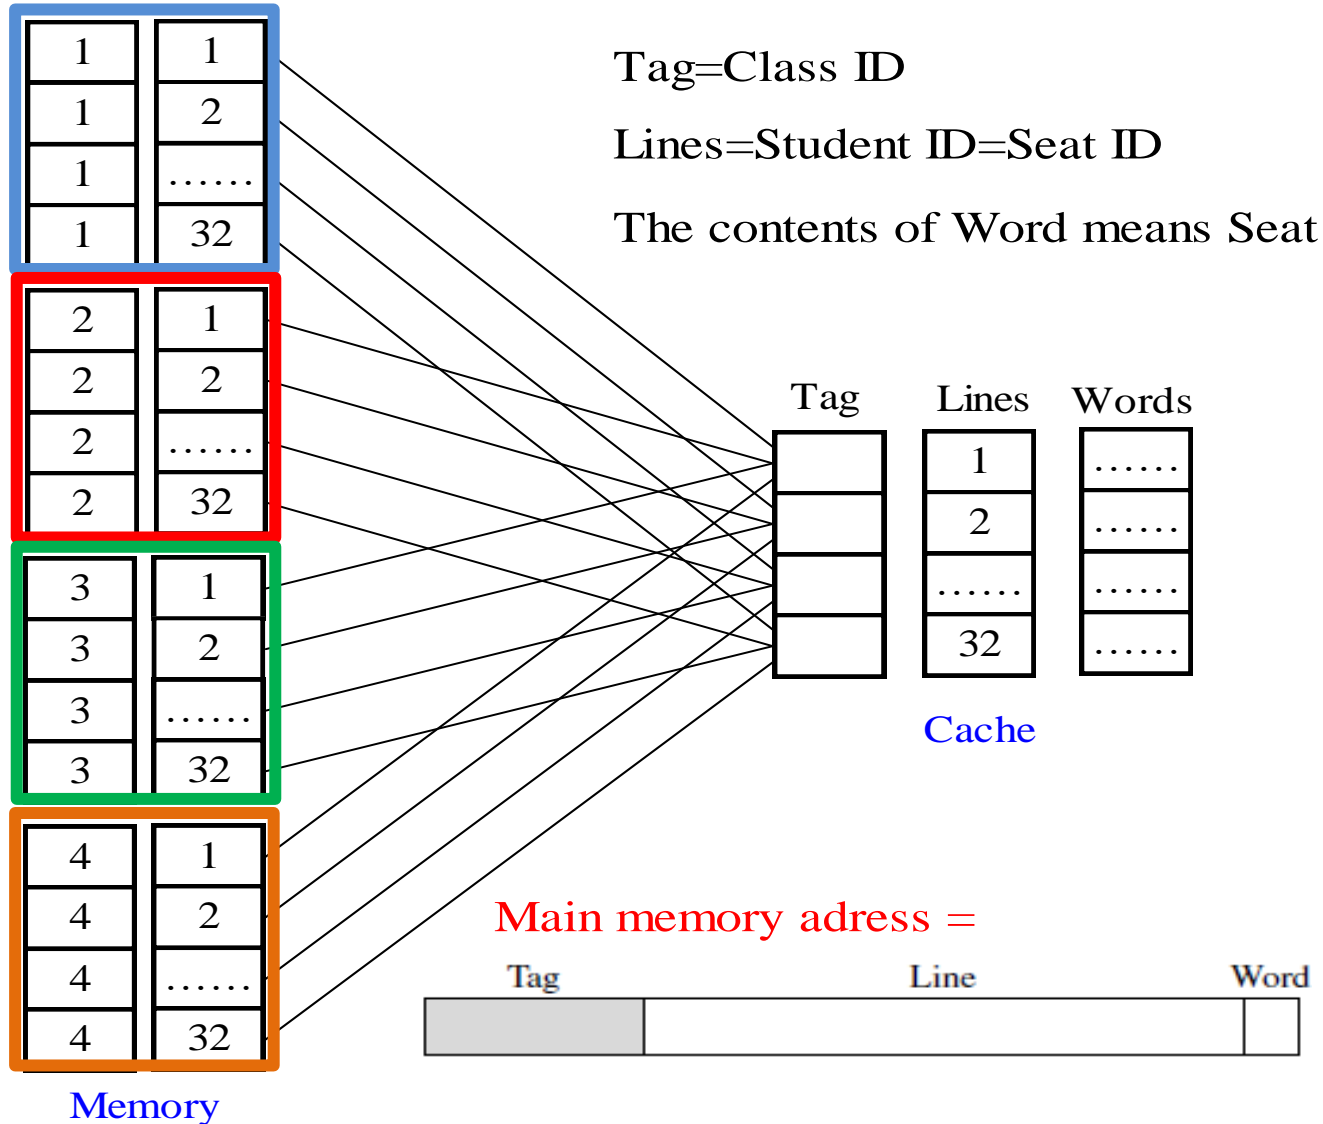 1 1
1 2
1 ……
1 32
2 1
2 2
2 ……
2 32
3 1
3 2
3 ……
3 32
4 1
4 2
4 ……
4 32
Memory
Tag=Class ID
Lines=Student ID=Seat ID
The contents of Word means Seat
Tag Lines Words
1 ……
2 ……
…… ……
32 ……
Cache
Main memory adress =
Tag Line Word